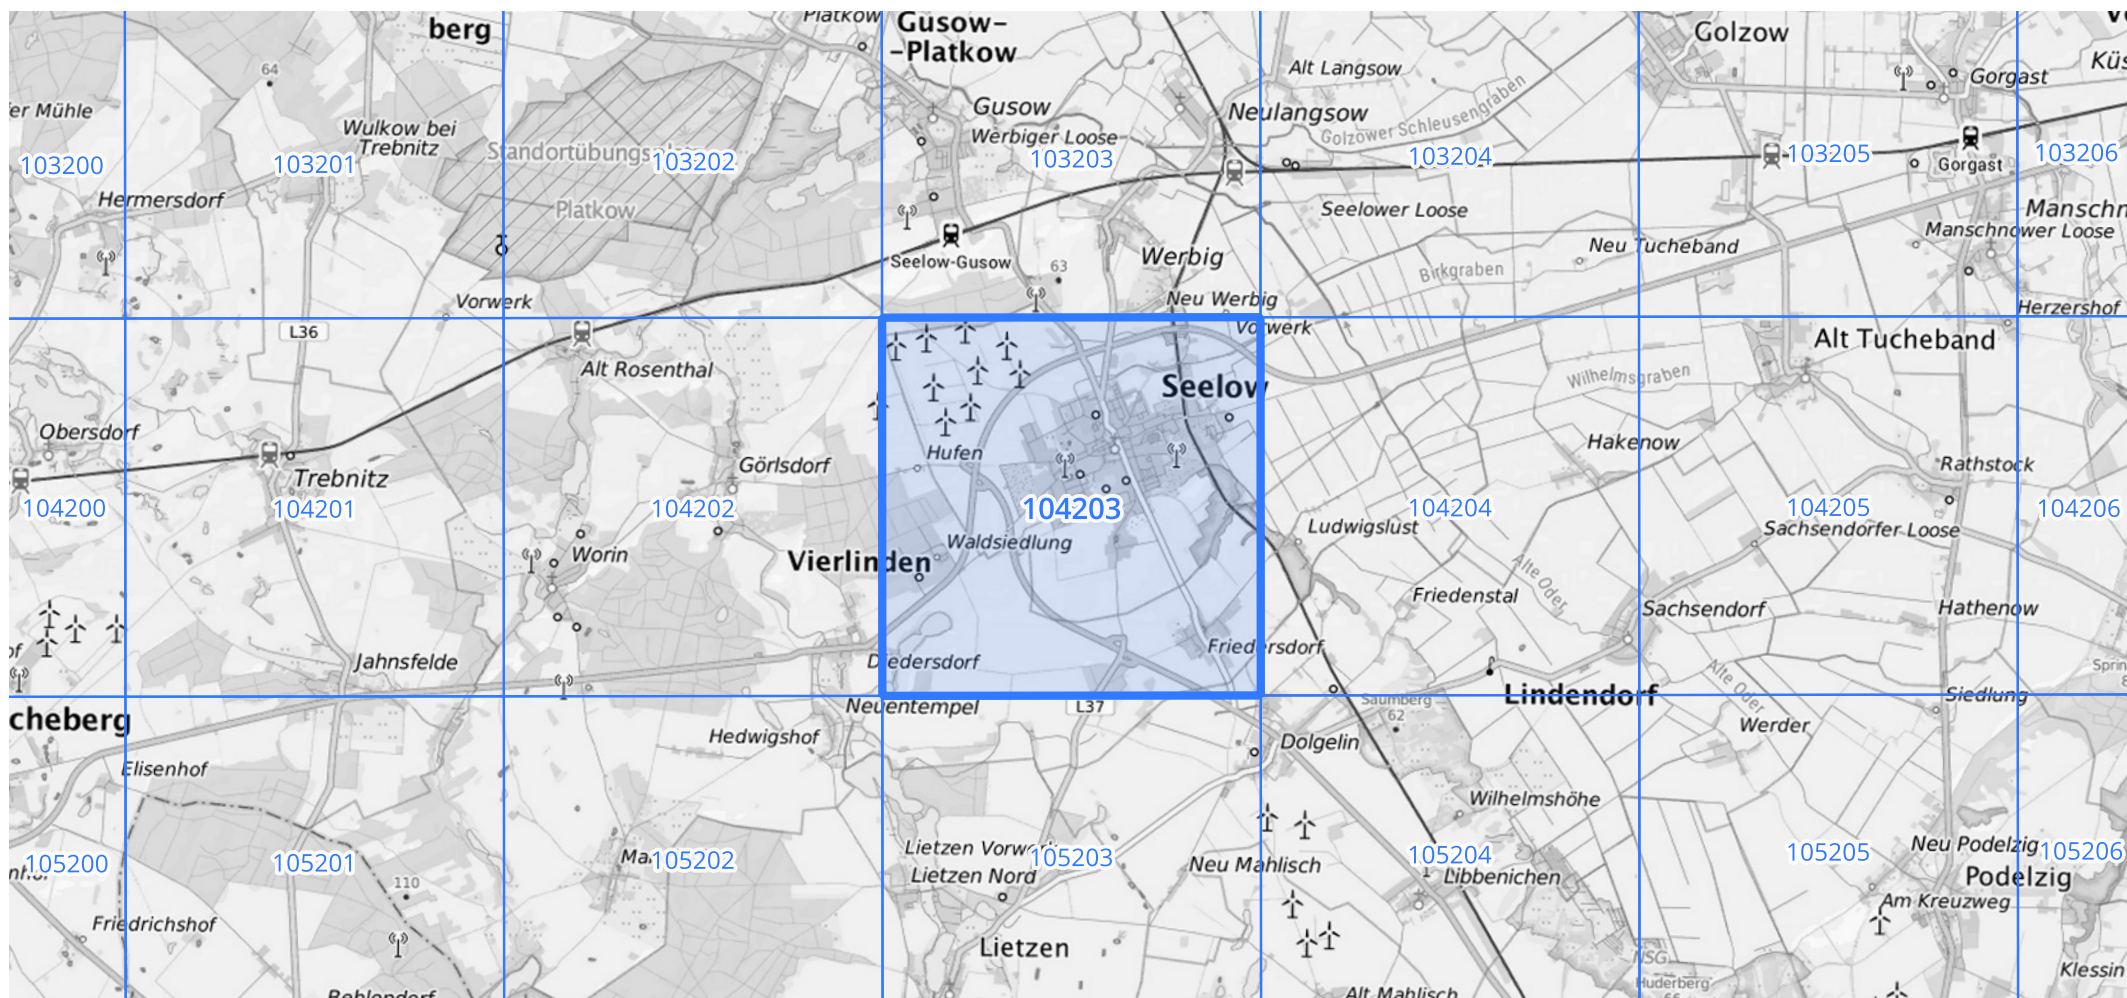 Platkow
berg
Gusow-
-Platkow
Golzow
64
Alt Langsow
Gorgast
er Mühle
Gusow
Neulangsow
Wulkow bei
Trebnitz
Werbiger Loose
Golzower Schleusengraben
Standortübungs
103200
103201
103202
103203
103204
103205
103206
Gorgast
Hermersdorf
Platkow
Seelower Loose
Manschn
Manschnower Loose
Neu Tucheband
Werbig
Seelow-Gusow
63
Birkgraben
Vorwerk
Neu Werbig
Herzershof
L36
Vorwerk
Alt Tucheband
Alt Rosenthal
Wilhelmsgraben
Seelow
Obersdorf
Hakenow
Hufen
Görlsdorf
Rathstock
Trebnitz
104200
104201
104202
104203
104204
104205
104206
Ludwigslust
Sachsendorfer Loose
Waldsiedlung
Worin
Vierlinden
Alte Oder
Friedenstal
Sachsendorf
Hathenow
Friedersdorf
Jahnsfelde
Diedersdorf
Alte Oder
Sprin
Lindendorf
Siedlung
Saumberg
62
Neuentempel
L37
cheberg
Werder
Hedwigshof
Dolgelin
Elisenhof
Wilhelmshöhe
Lietzen Vorwerk
Neu Podelzig
105200
105201
Ma
105202
105203
Neu Mahlisch
105204
105205
105206
Lietzen Nord
Libbenichen
Podelzig
110
Am Kreuzweg
Friedrichshof
Lietzen
NSG
Klessin
Huderberg
Behlendorf
Alt Mahlisch